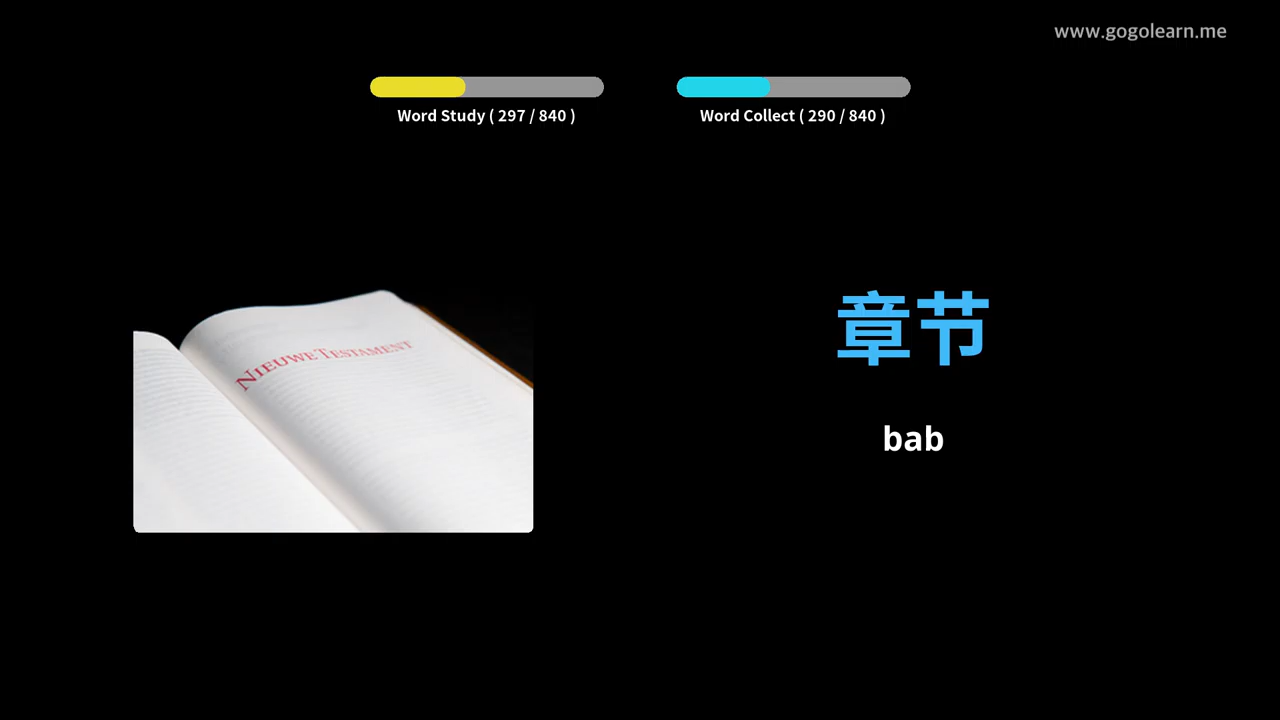 www.gogolearn.me
Word Study ( 297 / 840 )
Word Collect ( 290 / 840 )
NIEUWE TESTAMENT
章节
bab